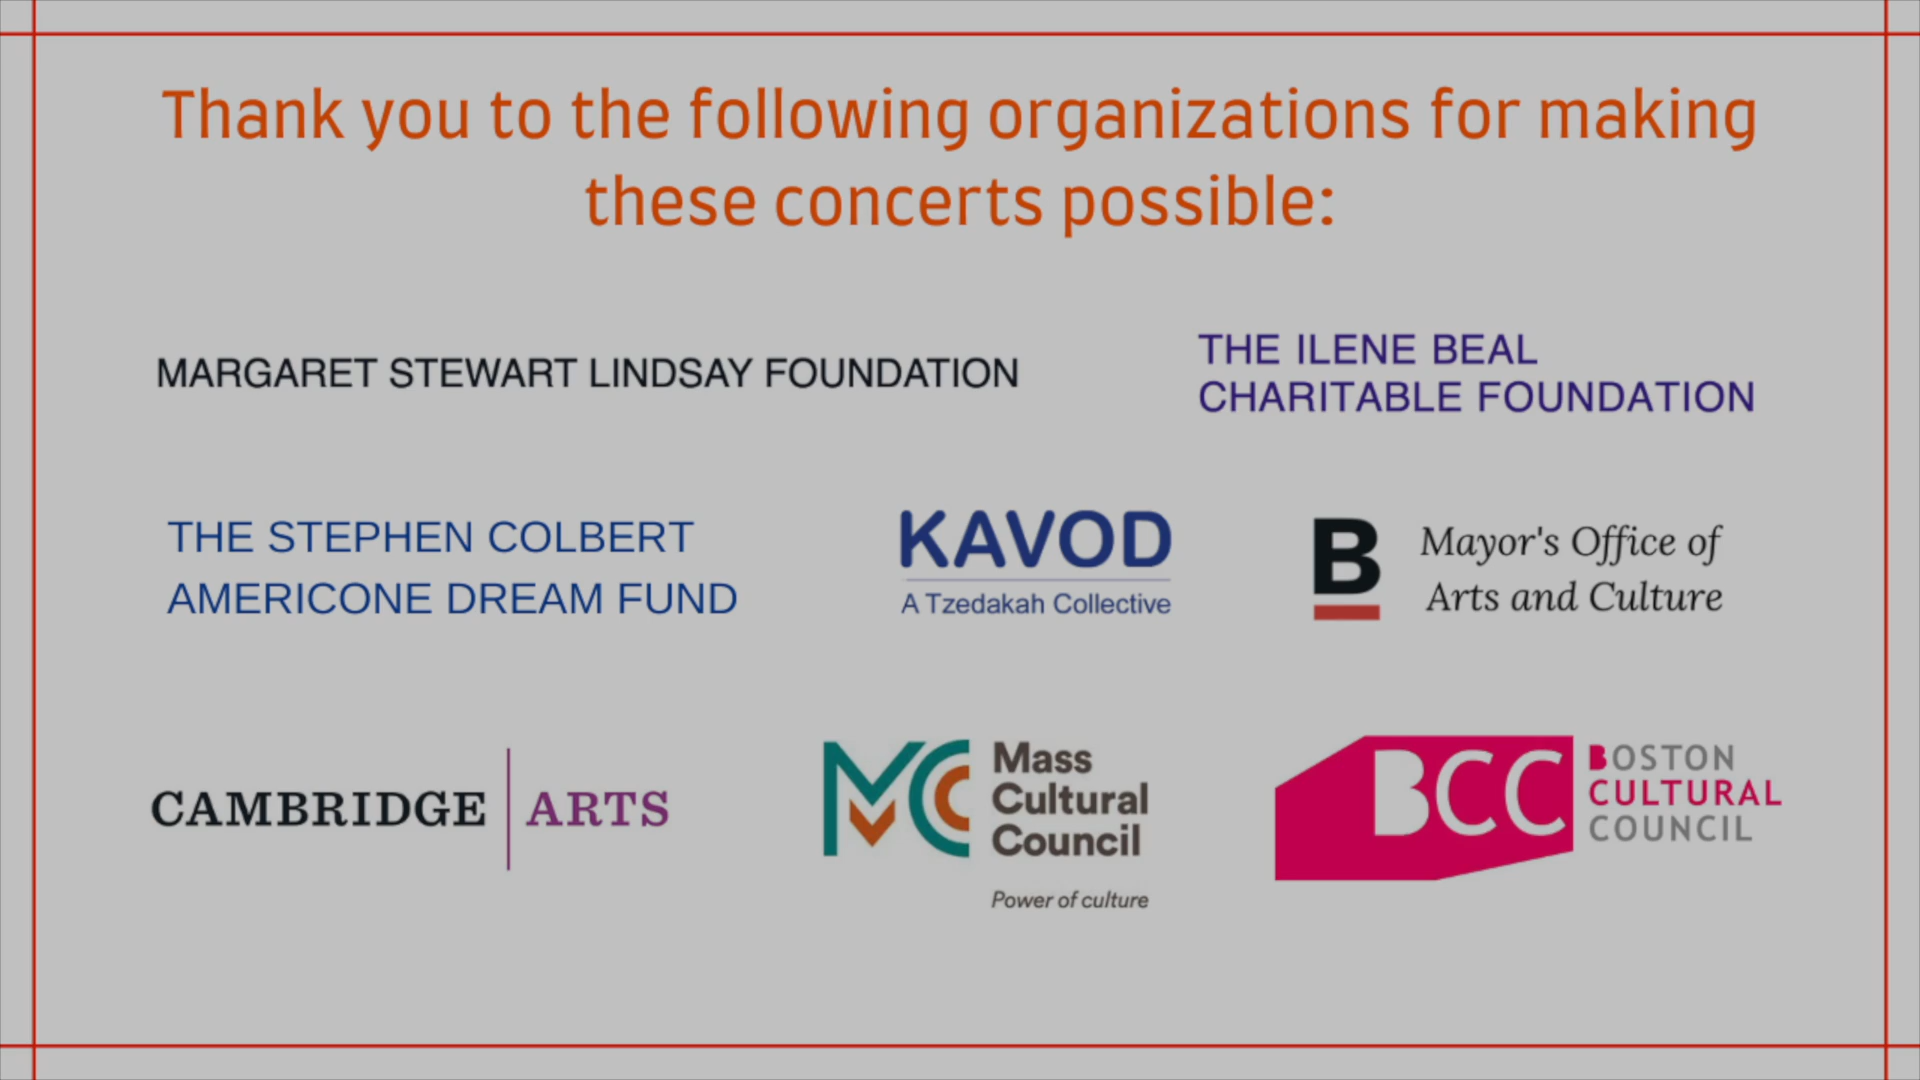 Thank you to the following organizations for making
these concerts possible:
MARGARET STEWART LINDSAY FOUNDATION
THE ILENE BEAL
CHARITABLE FOUNDATION
THE STEPHEN COLBERT
AMERICONE DREAM FUND
KAVOD
A Tzedakah Collective
B
Mayor's Office of
Arts and Culture
CAMBRIDGE ARTS
MC
Mass
Cultural
Council
Power of culture
BCC
BOSTON
CULTURAL
COUNCIL